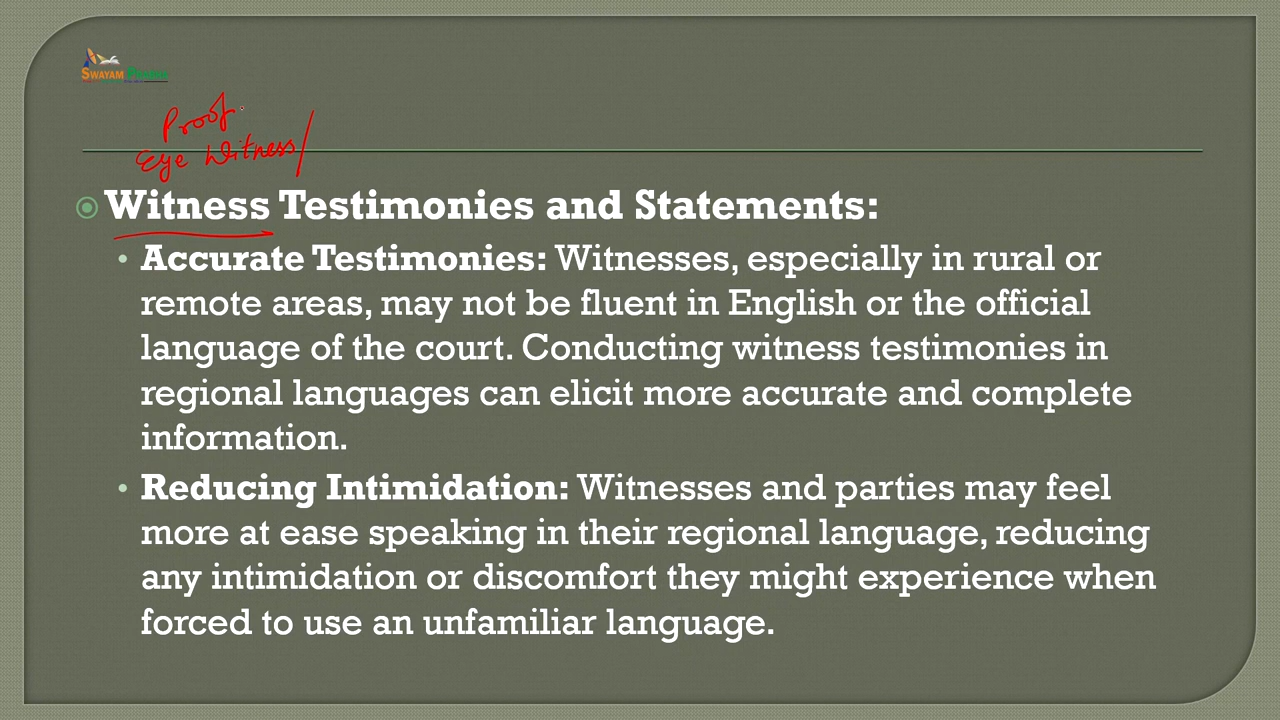 SWAYAM PRABHA
Proof
Eye Witness/
Witness Testimonies and Statements:
Accurate Testimonies: Witnesses, especially in rural or
remote areas, may not be fluent in English or the official
language of the court. Conducting witness testimonies in
regional languages can elicit more accurate and complete
information.
Reducing Intimidation: Witnesses and parties may feel
more at ease speaking in their regional language, reducing
any intimidation or discomfort they might experience when
forced to use an unfamiliar language.